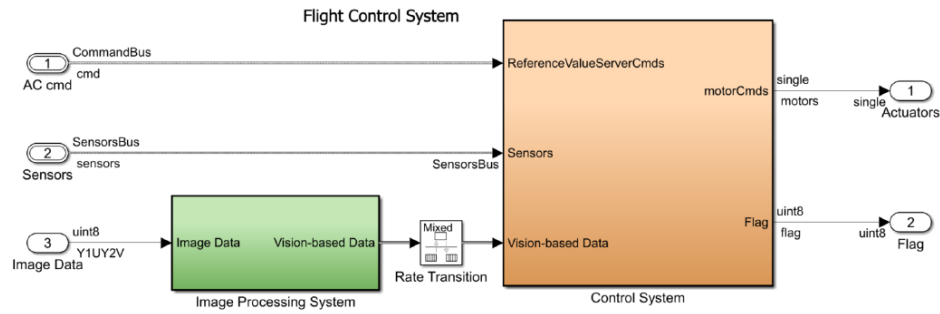 Flight Control System
CommandBus
1
cmd
AC cmd
ReferenceValueServerCmds
motorCmds
single
motors
single
1
Actuators
SensorsBus
2
sensors
Sensors
SensorsBus
Sensors
uint8
3
Y1UY2V
Image Data
Image Data
Vision-based Data
Image Processing System
Mixed
Rate Transition
Vision-based Data
Flag
uint8
flag
uint8
2
Flag
Control System